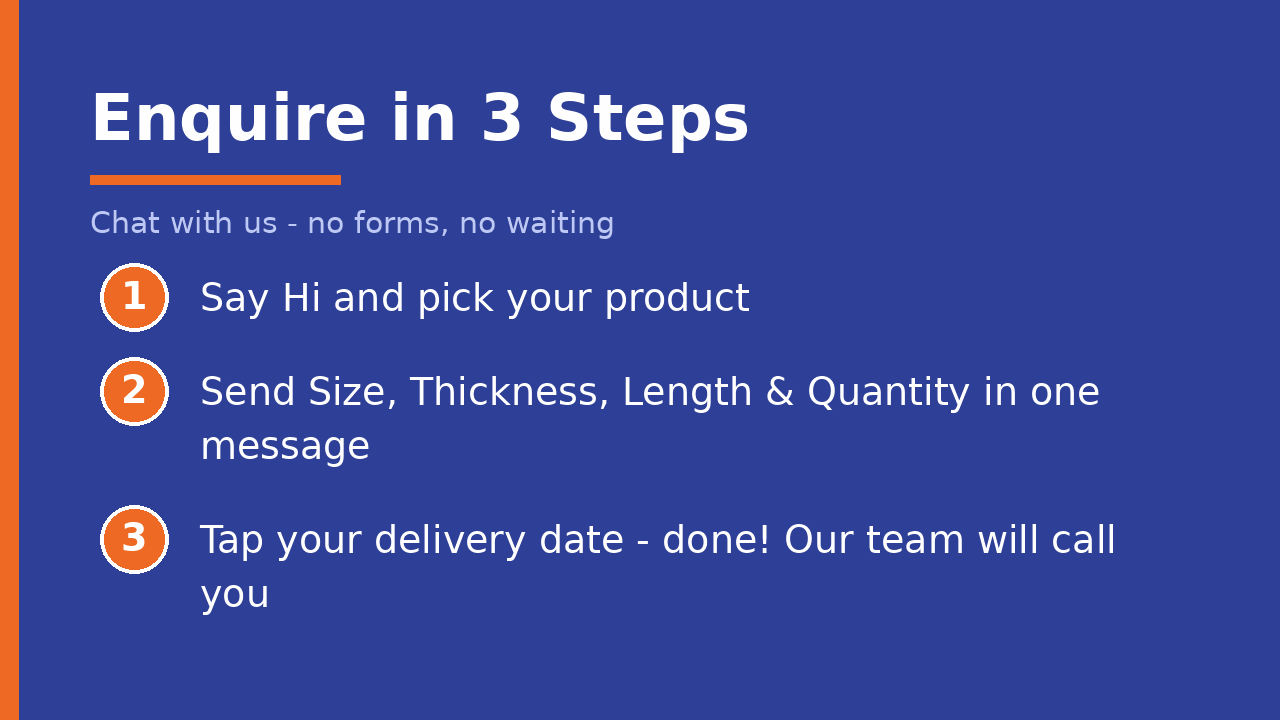 Enquire in 3 Steps
Chat with us - no forms, no waiting
1 Say Hi and pick your product
2 Send Size, Thickness, Length & Quantity in one
message
3 Tap your delivery date - done! Our team will call
you